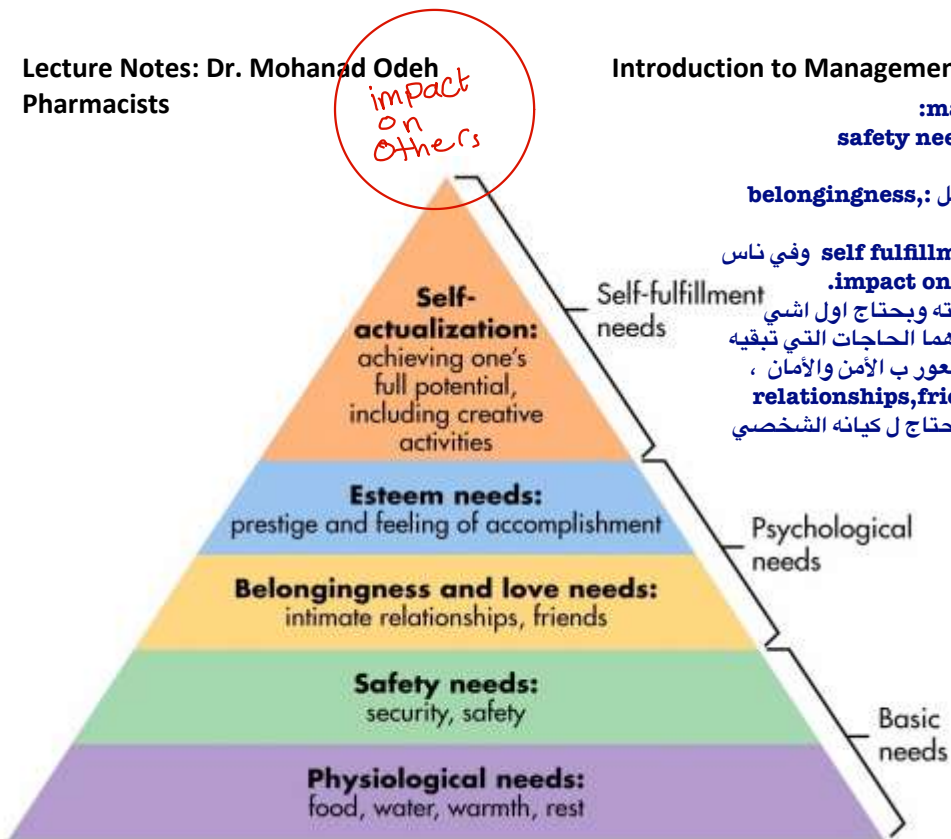 Lecture Notes: Dr. Mohanad Odeh
Introduction to Managemen
Pharmacists
impact
on
others
:ma
safety nee
belongingness,: ل
self fulfillm وفي ناس
.impact on
ته وبحتاج اول اشي
هما الحاجات التي تبقيه
عور ب الأمن والأمان ،
relationships,frie
حتاج ل كيانه الشخصي
Self-
actualization:
achieving one's
full potential,
including creative
activities
Self-fulfillment
needs
Esteem needs:
prestige and feeling of accomplishment
Psychological
needs
Belongingness and love needs:
intimate relationships, friends
Safety needs:
security, safety
Basic
needs
Physiological needs:
food, water, warmth, rest